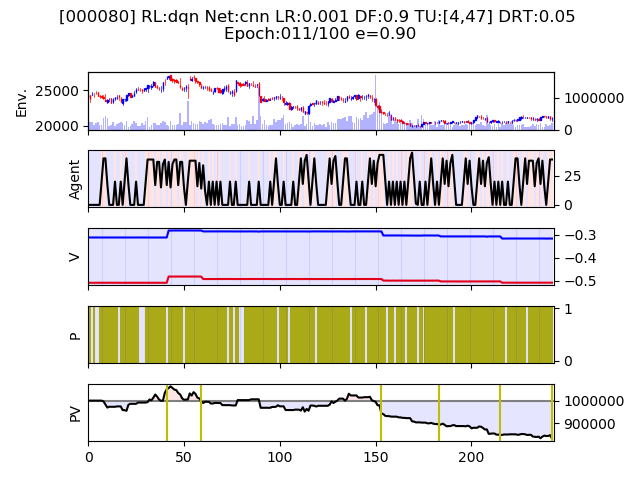 [000080] RL:dqn Net:cnn LR:0.001 DF:0.9 TU:[4,47] DRT:0.05
Epoch:011/100 e=0.90
Env.
25000
20000
1000000
0
Agent
25
0
V
−0.3
−0.4
−0.5
P
1
0
PV
1000000
900000
0
50
100
150
200